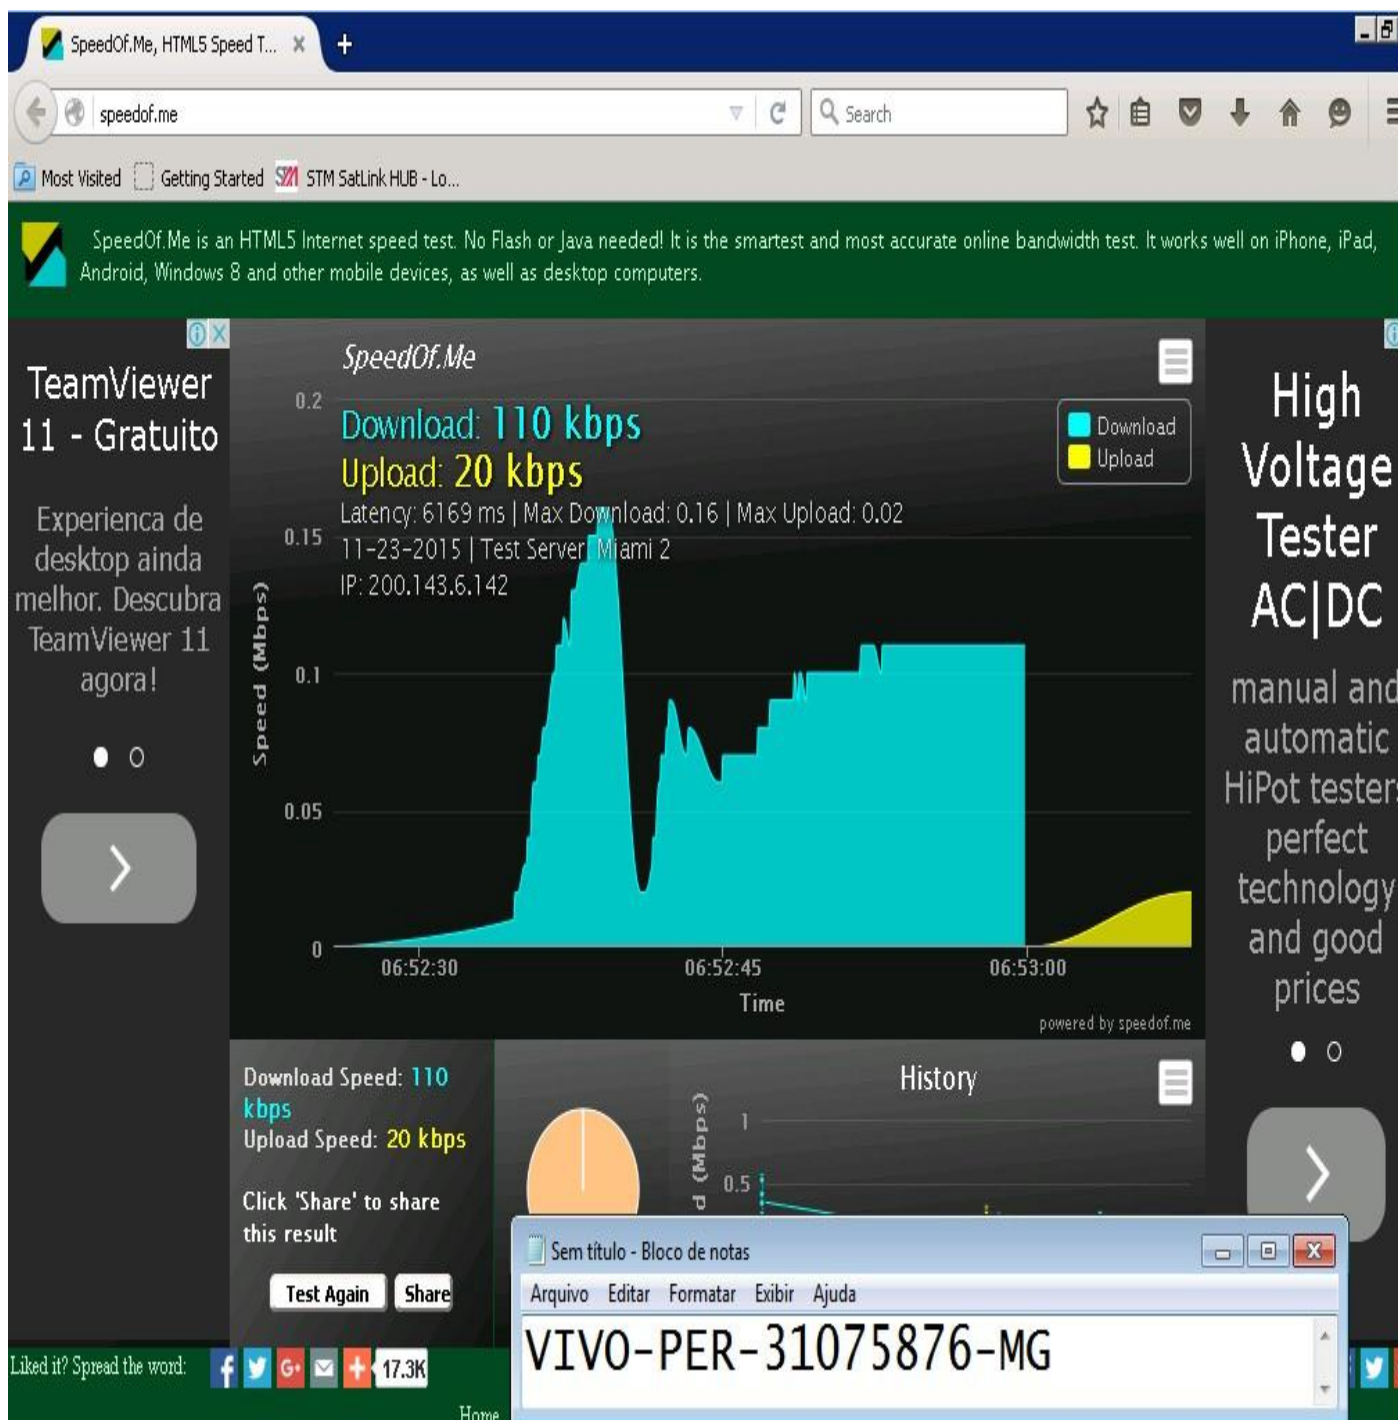 SpeedOf.Me, HTML5 Speed T...
speedof.me
Search
Most Visited
Getting Started
STM SatLink HUB - Lo...
SpeedOf.Me is an HTML5 Internet speed test. No Flash or Java needed! It is the smartest and most accurate online bandwidth test. It works well on iPhone, iPad,
Android, Windows 8 and other mobile devices, as well as desktop computers.
TeamViewer
11 - Gratuito
Experienca de
desktop ainda
melhor. Descubra
TeamViewer 11
agora!
SpeedOf.Me
Download: 110 kbps
Upload: 20 kbps
Latency: 6169 ms | Max Download: 0.16 | Max Upload: 0.02
11-23-2015 | Test Server: Miami 2
IP: 200.143.6.142
Download
Upload
Speed (Mbps)
0.2
0.15
0.1
0.05
0
06:52:30
06:52:45
06:53:00
Time
powered by speedof.me
High
Voltage
Tester
AC|DC
manual and
automatic
HiPot testers
perfect
technology
and good
prices
Download Speed: 110
kbps
Upload Speed: 20 kbps
Click 'Share' to share
this result
Test Again
Share
History
d (Mbps)
1
0.5
Sem título - Bloco de notas
Arquivo Editar Formatar Exibir Ajuda
VIVO-PER-31075876-MG
Liked it? Spread the word:
17.3K
Home